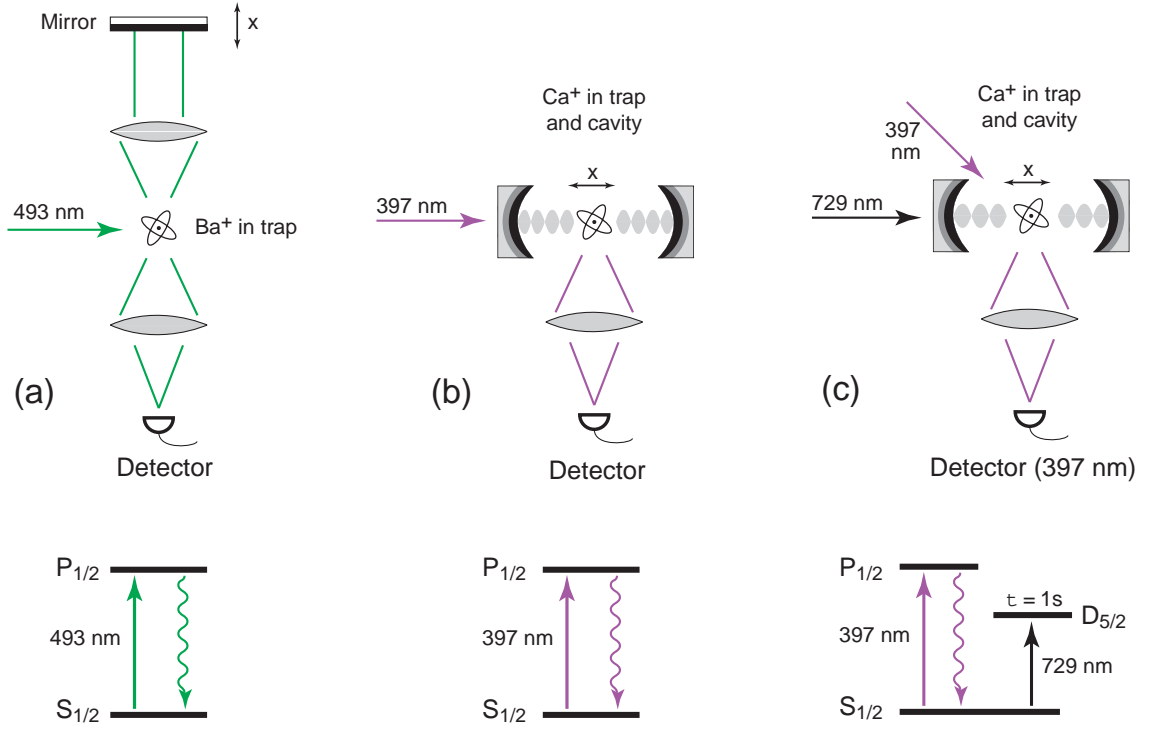 Mirror
x
493 nm
Ba+ in trap
(a)
Detector
P1/2
493 nm
S1/2
Ca+ in trap
and cavity
x
397 nm
(b)
Detector
P1/2
397 nm
S1/2
Ca+ in trap
and cavity
397
nm
x
729 nm
(c)
Detector (397 nm)
P1/2
t = 1s
D5/2
397 nm
729 nm
S1/2